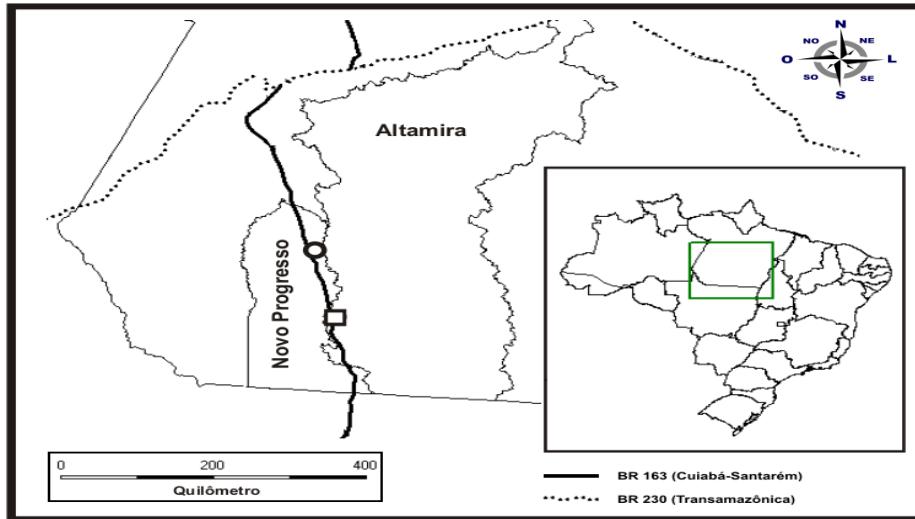 N
NO
NE
O
L
SO
SE
S
Altamira
Novo Progresso
0
200
400
Quilômetro
BR 163 (Cuiabá-Santarém)
BR 230 (Transamazônica)